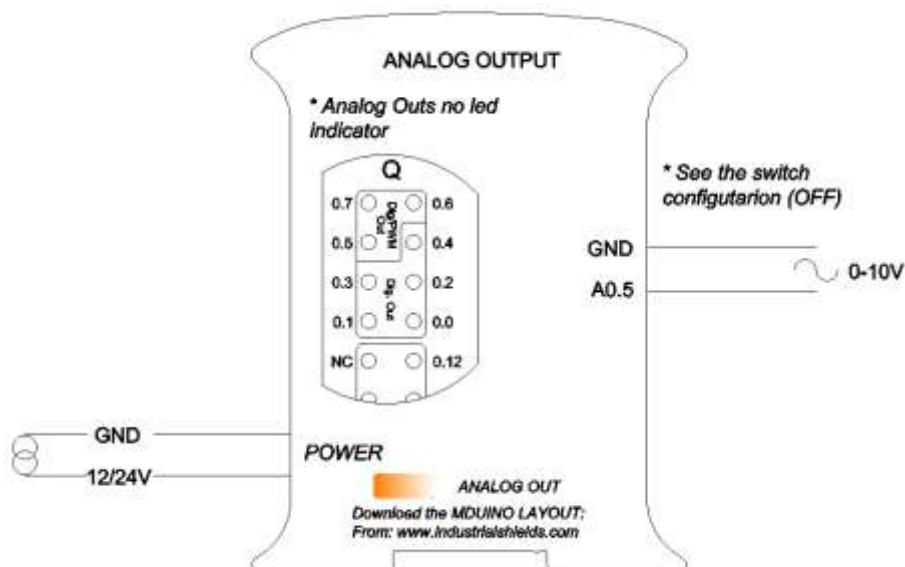 ANALOG OUTPUT
* Analog Outs no led
indicator
Q
0.7 0.6
Dig/PWM
Out
0.5 0.4
0.3 0.2
Dig. Out
0.1 0.0
NC 0.12
* See the switch
configutarion (OFF)
GND
0-10V
A0.5
GND
12/24V
POWER
ANALOG OUT
Download the MDUINO LAYOUT:
From: www.industrialshields.com